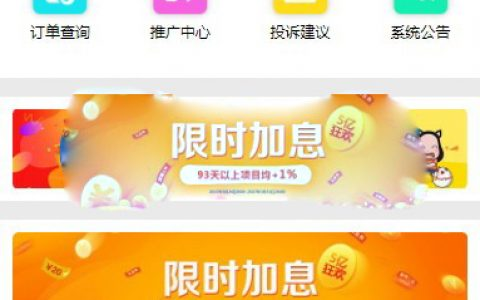 订单查询 推广中心 投诉建议 系统公告
5亿
狂欢
限时加息
93天以上项目均+1%
¥20
5亿
狂欢
限时加息